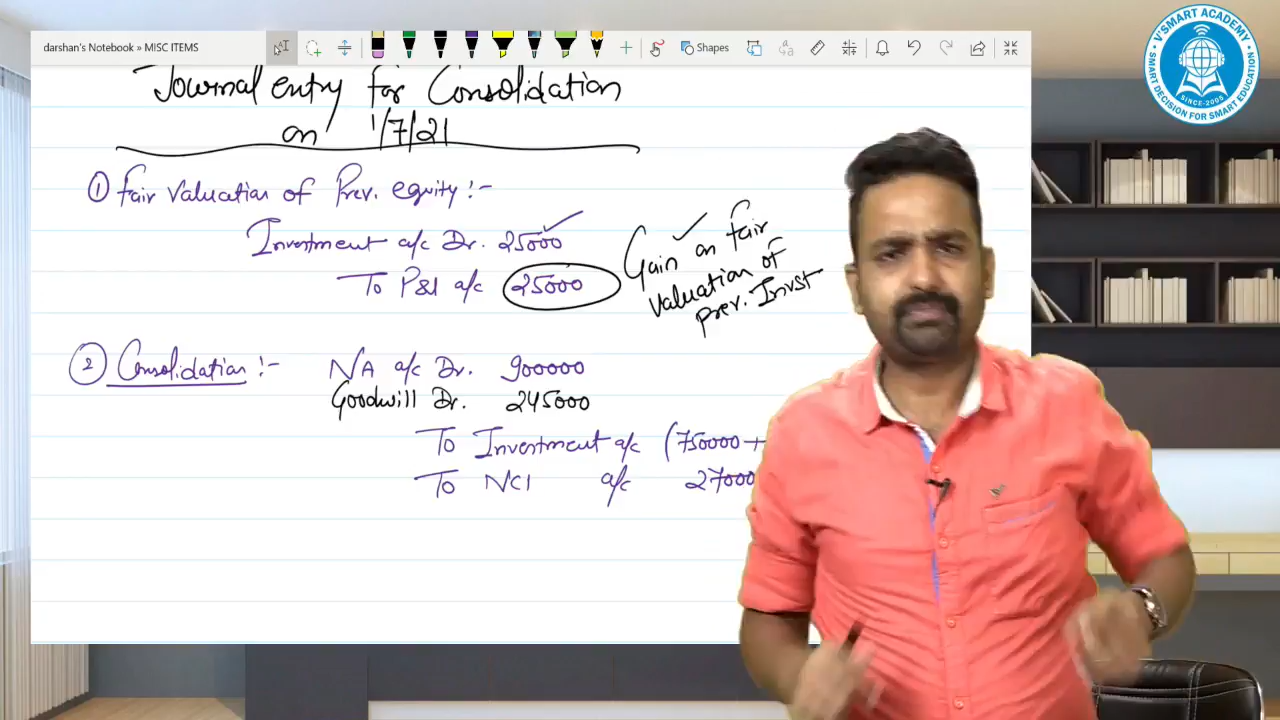 darshan's Notebook » MISC ITEMS
Shapes
V'SMART ACADEMY
SINCE-2005
SMART DECISION FOR SMART EDUCATION
Journal entry for Consolidation
on 1/7/21
① Fair Valuation of Prev. equity :-
Investment a/c Dr. 25000
To P&l a/c 25000
Gain on fair
valuation of
prev. Invst
② Consolidation :- NA a/c Dr. 900000
Goodwill Dr. 245000
To Investment a/c (750000 +
To NCI a/c 27000